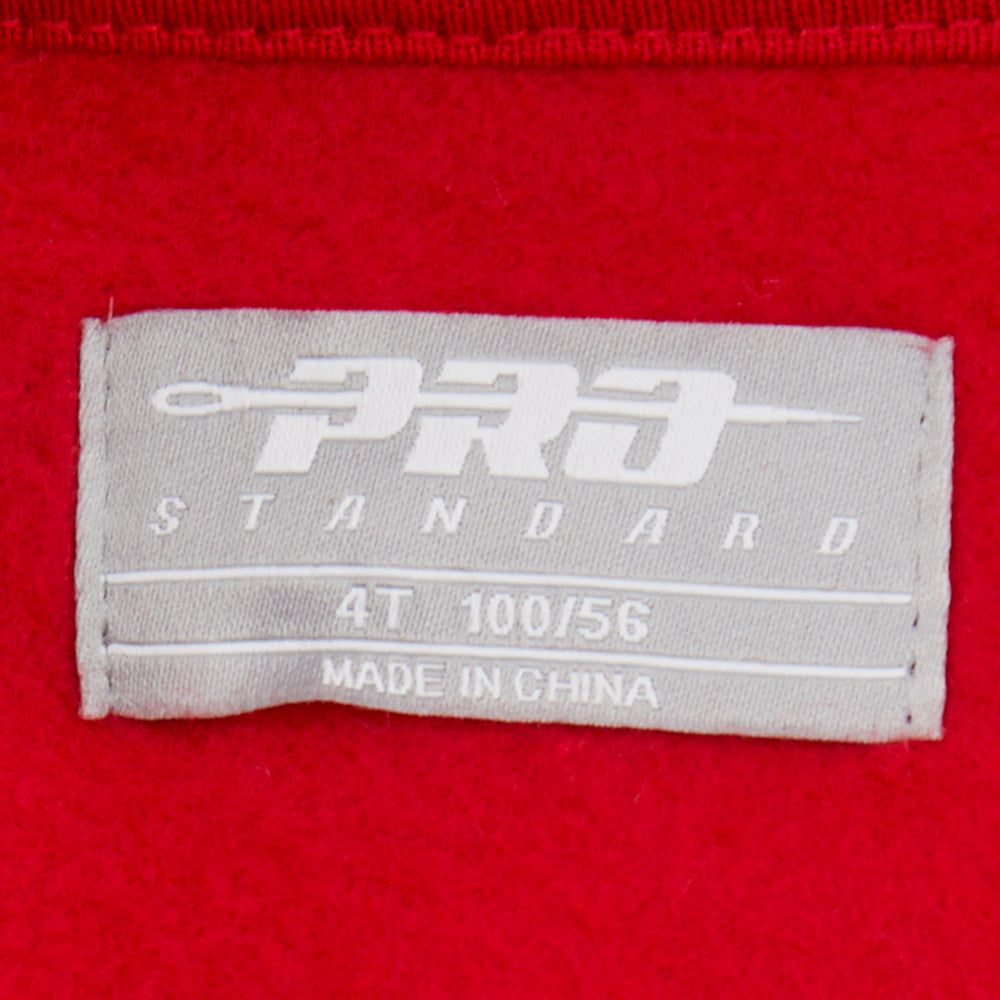 PRO
STANDARD
4T 100/56
MADE IN CHINA